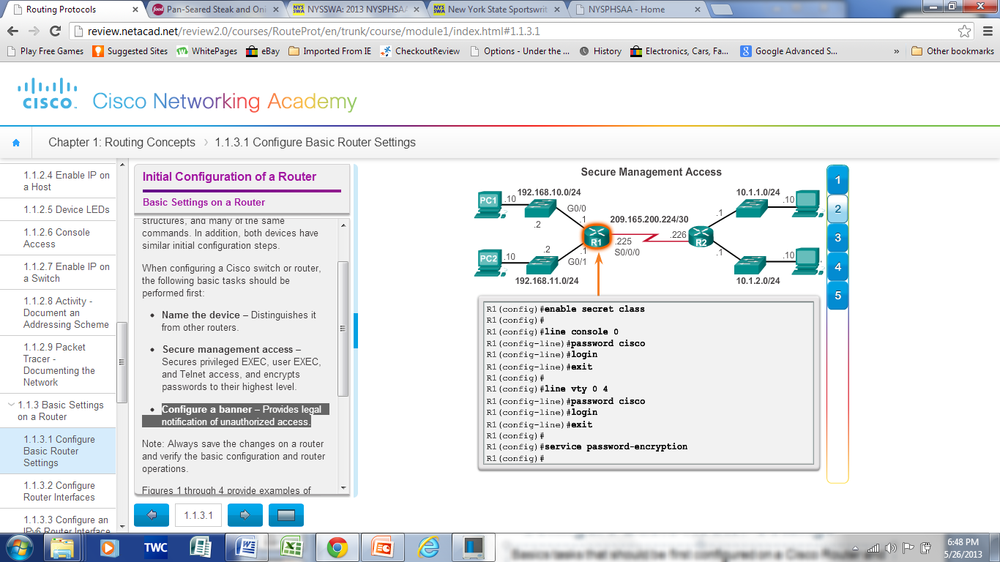 Routing Protocols
Pan-Seared Steak and Oni
NYSSWA: 2013 NYSPHSAA
New York State Sportswrit
NYSPHSAA - Home
review.netacad.net/review2.0/courses/RouteProt/en/trunk/course/module1/index.html#1.1.3.1
Play Free Games
Suggested Sites
WhitePages
eBay
Imported From IE
CheckoutReview
Options - Under the ...
History
Electronics, Cars, Fa...
Google Advanced S...
»
Other bookmarks
CISCO.
Cisco Networking Academy
Chapter 1: Routing Concepts
1.1.3.1 Configure Basic Router Settings
1.1.2.4 Enable IP on
a Host
1.1.2.5 Device LEDs
1.1.2.6 Console
Access
1.1.2.7 Enable IP on
a Switch
1.1.2.8 Activity -
Document an
Addressing Scheme
1.1.2.9 Packet
Tracer -
Documenting the
Network
1.1.3 Basic Settings
on a Router
1.1.3.1 Configure
Basic Router
Settings
1.1.3.2 Configure
Router Interfaces
1.1.3.3 Configure an
IPv6 Router Interface
Initial Configuration of a Router
Basic Settings on a Router
structures, and many of the same
commands. In addition, both devices have
similar initial configuration steps.
When configuring a Cisco switch or router,
the following basic tasks should be
performed first:
• Name the device – Distinguishes it
from other routers.
• Secure management access –
Secures privileged EXEC, user EXEC,
and Telnet access, and encrypts
passwords to their highest level.
• Configure a banner – Provides legal
notification of unauthorized access.
Note: Always save the changes on a router
and verify the basic configuration and router
operations.
Figures 1 through 4 provide examples of
1.1.3.1
Secure Management Access
192.168.10.0/24
10.1.1.0/24
PC1
.10
G0/0
.10
.2
.1
209.165.200.224/30
.1
R1
.225
.226
R2
S0/0/0
PC2
.10
.2
.1
G0/1
.1
.10
192.168.11.0/24
10.1.2.0/24
R1(config)#enable secret class
R1(config)#
R1(config)#line console 0
R1(config-line)#password cisco
R1(config-line)#login
R1(config-line)#exit
R1(config)#
R1(config)#line vty 0 4
R1(config-line)#password cisco
R1(config-line)#login
R1(config-line)#exit
R1(config)#
R1(config)#service password-encryption
R1(config)#
1
2
3
4
5
TWC
Basics tasks that should be first configured on a Cisco Router and
6:48 PM
5/26/2013